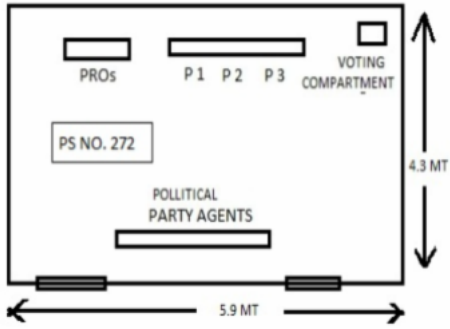 PROs
P 1 P 2 P 3
VOTING
COMPARTMENT
PS NO. 272
4.3 MT
POLLITICAL
PARTY AGENTS
5.9 MT